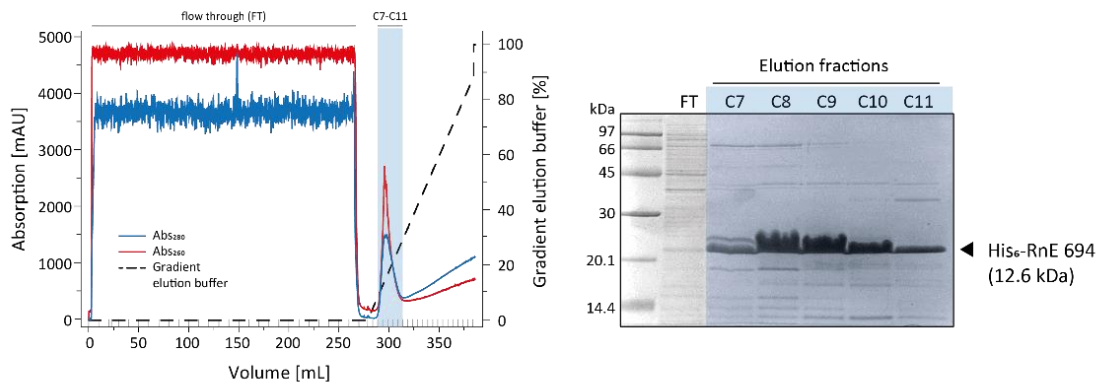 flow through (FT)
C7-C11
5000
4000
3000
2000
1000
0
Absorption [mAU]
100
80
60
40
20
0
Gradient elution buffer [%]
Abs₂₈₀
Abs₂₆₀
Gradient
elution buffer
0
50
100
150
200
250
300
350
Volume [mL]
Elution fractions
kDa
FT
C7
C8
C9
C10
C11
97
66
45
30
20.1
14.4
His₆-RnE 694
(12.6 kDa)